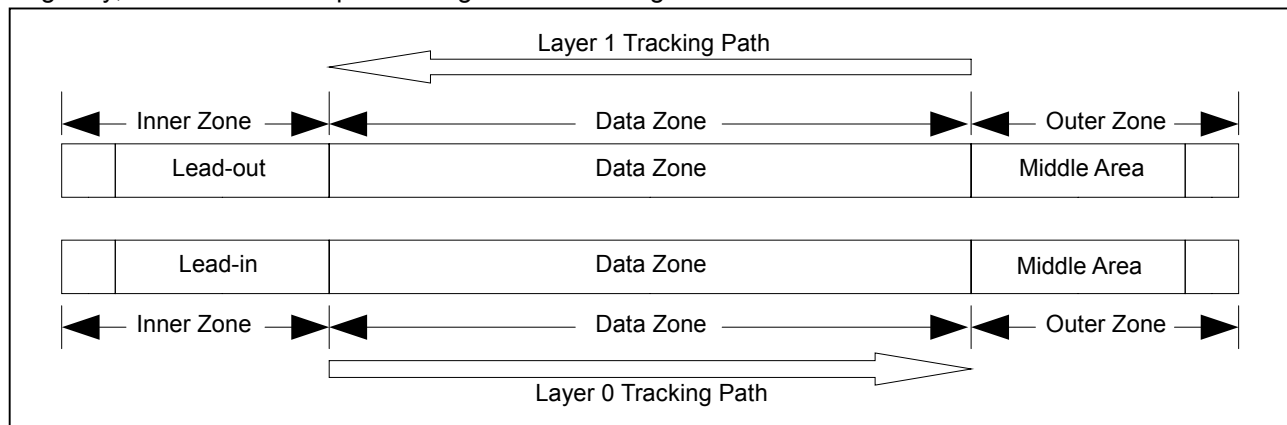 Layer 1 Tracking Path
Inner Zone Data Zone Outer Zone
Lead-out Data Zone Middle Area
Lead-in Data Zone Middle Area
Inner Zone Data Zone Outer Zone
Layer 0 Tracking Path